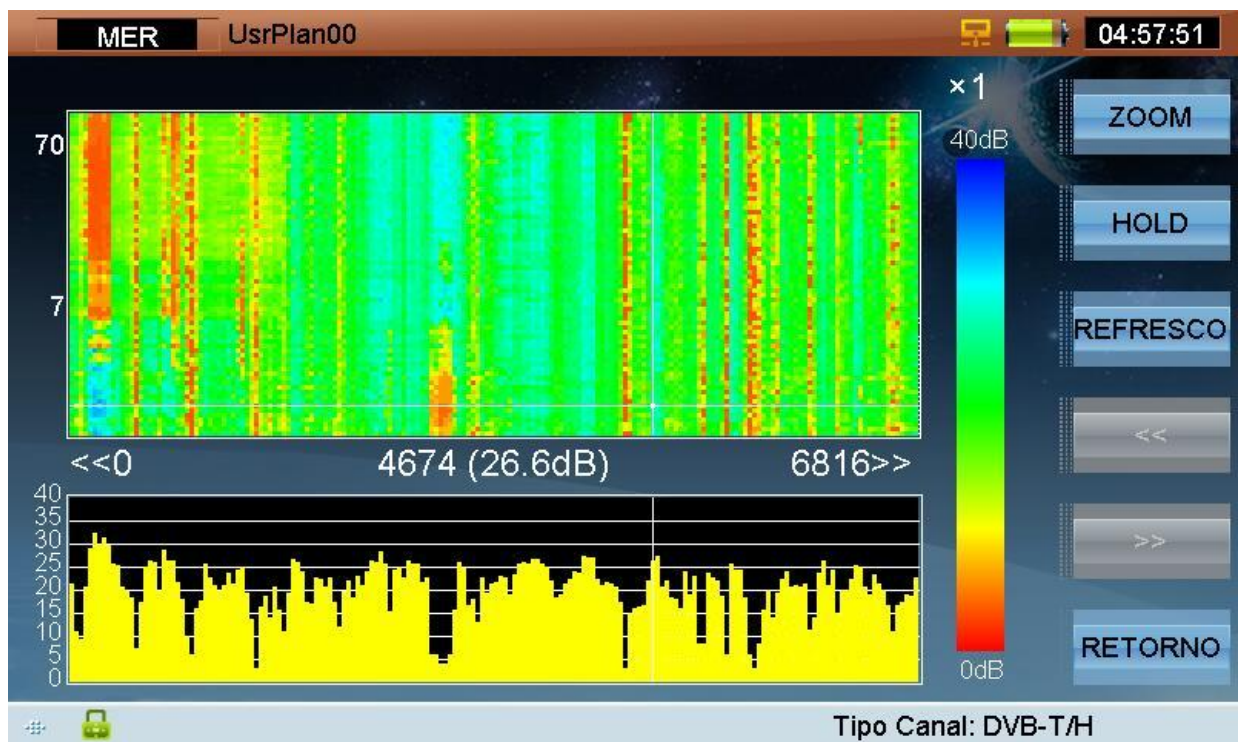 MER UsrPlan00 04:57:51
×1
70
40dB
ZOOM
HOLD
7
REFRESCO
<<0 4674 (26.6dB) 6816>>
<<
40
35
30
25
20
15
10
5
0
>>
0dB
RETORNO
Tipo Canal: DVB-T/H